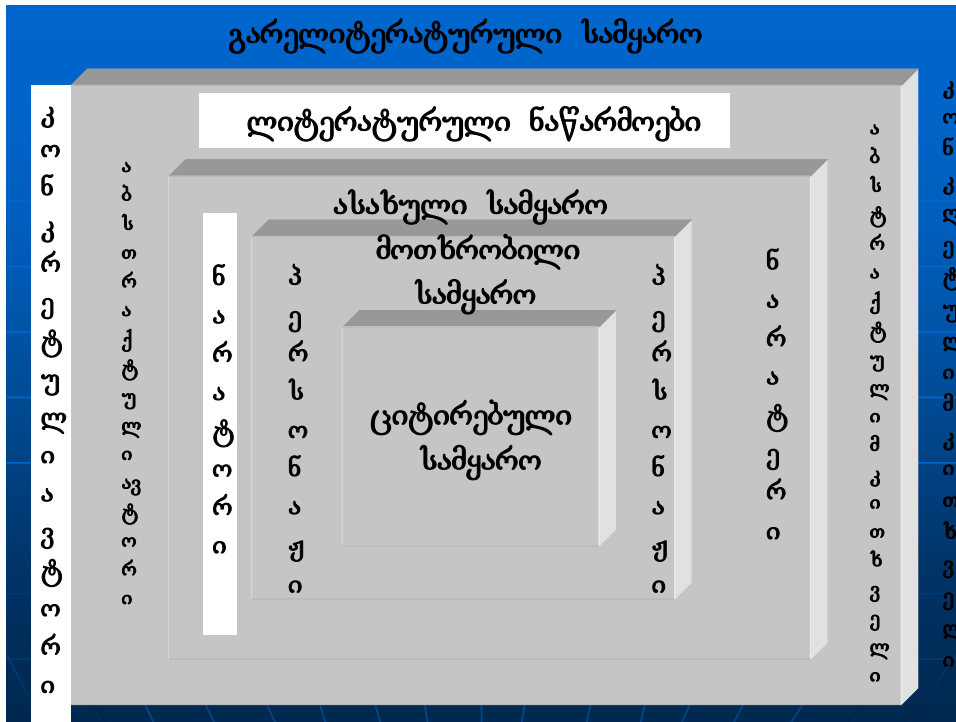 გარელიტერატურული სამყარო
ლიტერატურული ნაწარმოები
ასახული სამყარო
მოთხრობილი
სამყარო
ციტირებული
სამყარო
კონკრეტული ავტორი
აბსთრაქტული ავტორი
ნარატორი
პერსონაჟი
პერსონაჟი
ნარატერი
აბსტრაქტული მკითხველი
კონკრეტული მკითხველი